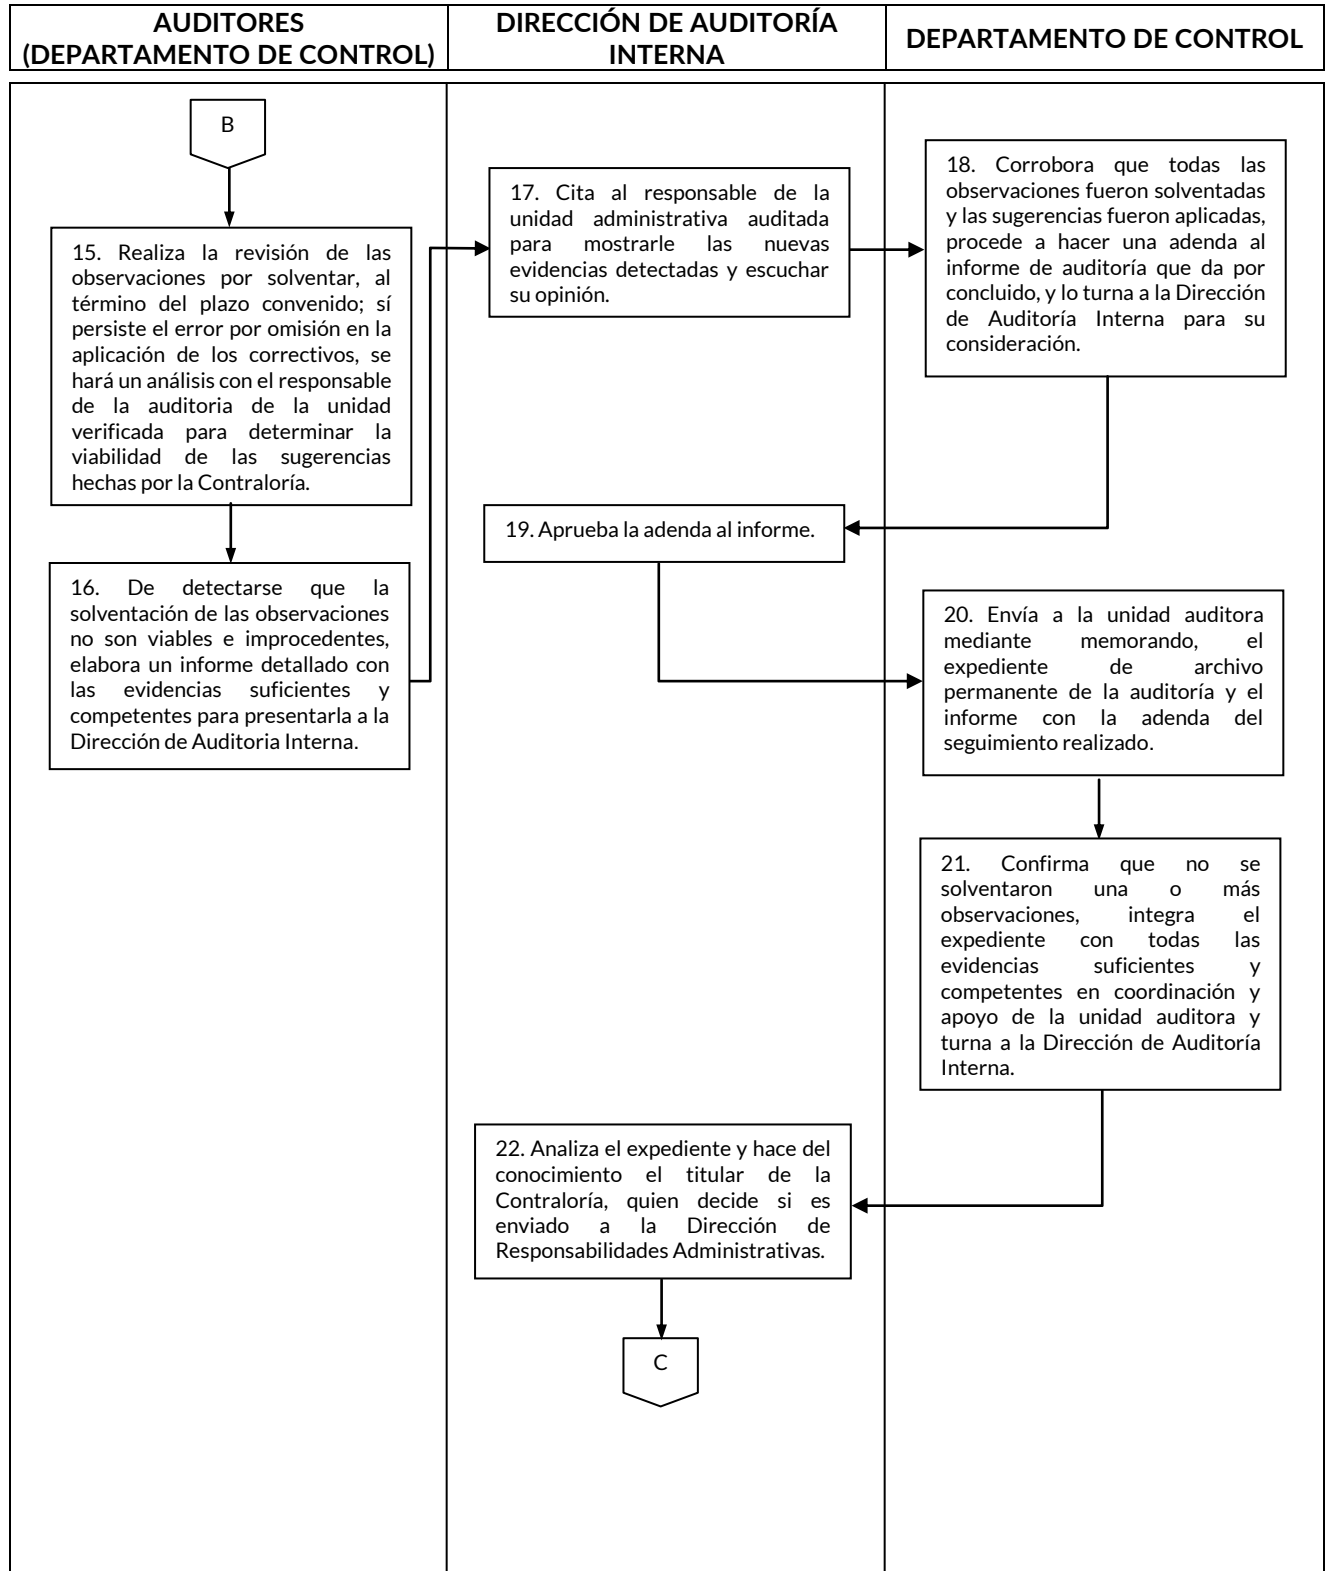 AUDITORES
(DEPARTAMENTO DE CONTROL)
DIRECCIÓN DE AUDITORÍA
INTERNA
DEPARTAMENTO DE CONTROL
B
15. Realiza la revisión de las
observaciones por solventar, al
término del plazo convenido; sí
persiste el error por omisión en la
aplicación de los correctivos, se
hará un análisis con el responsable
de la auditoria de la unidad
verificada para determinar la
viabilidad de las sugerencias
hechas por la Contraloría.
16. De detectarse que la
solventación de las observaciones
no son viables e improcedentes,
elabora un informe detallado con
las evidencias suficientes y
competentes para presentarla a la
Dirección de Auditoria Interna.
17. Cita al responsable de la
unidad administrativa auditada
para mostrarle las nuevas
evidencias detectadas y escuchar
su opinión.
18. Corrobora que todas las
observaciones fueron solventadas
y las sugerencias fueron aplicadas,
procede a hacer una adenda al
informe de auditoría que da por
concluido, y lo turna a la Dirección
de Auditoría Interna para su
consideración.
19. Aprueba la adenda al informe.
20. Envía a la unidad auditora
mediante memorando, el
expediente de archivo
permanente de la auditoría y el
informe con la adenda del
seguimiento realizado.
21. Confirma que no se
solventaron una o más
observaciones, integra el
expediente con todas las
evidencias suficientes y
competentes en coordinación y
apoyo de la unidad auditora y
turna a la Dirección de Auditoría
Interna.
22. Analiza el expediente y hace del
conocimiento el titular de la
Contraloría, quien decide si es
enviado a la Dirección de
Responsabilidades Administrativas.
C